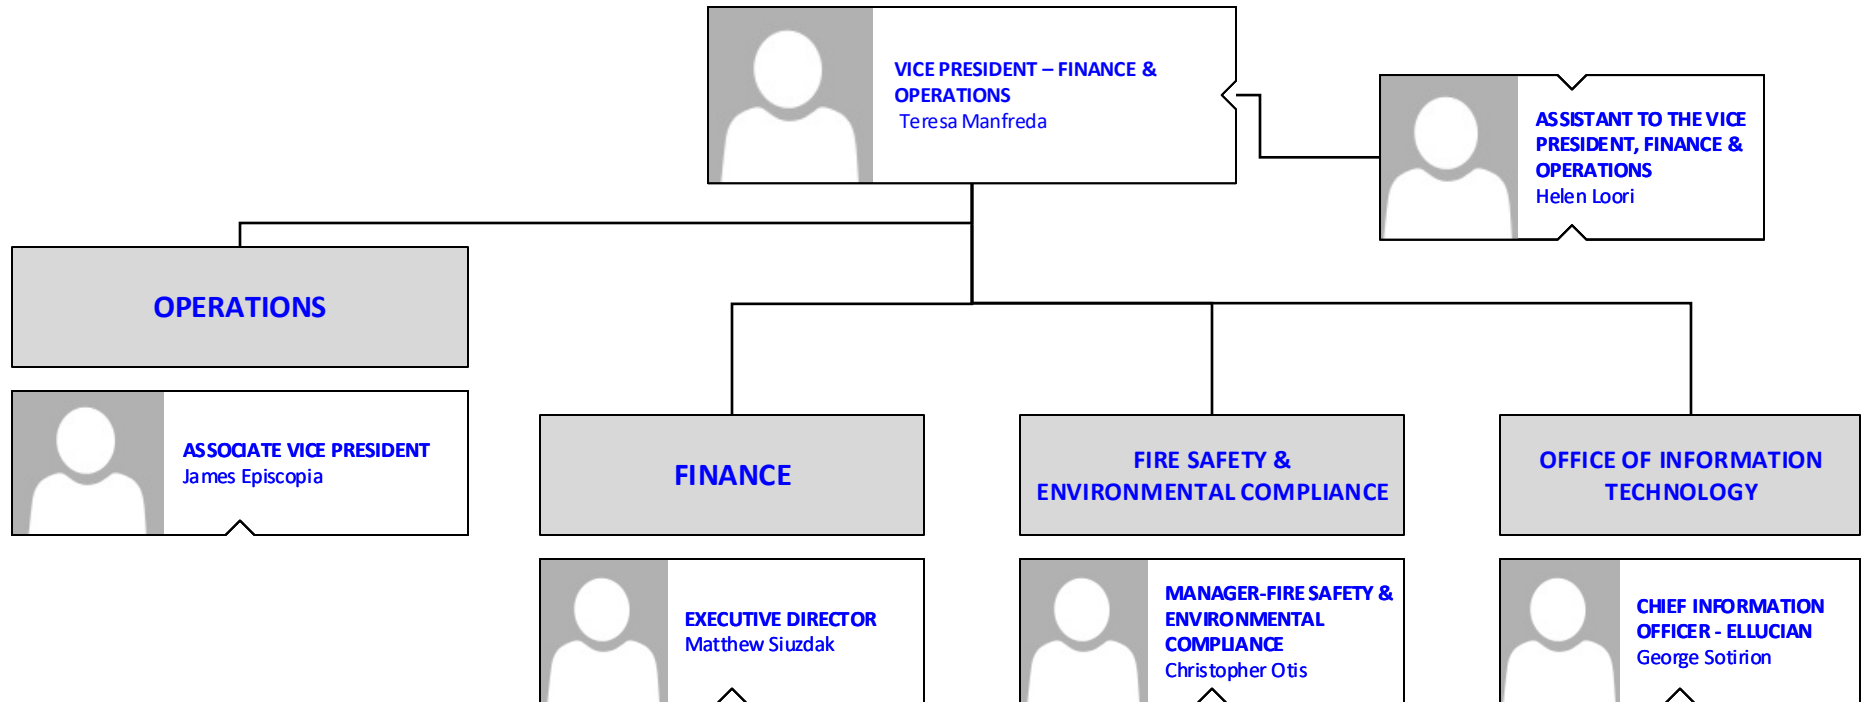 VICE PRESIDENT – FINANCE &
OPERATIONS
Teresa Manfreda
ASSISTANT TO THE VICE
PRESIDENT, FINANCE &
OPERATIONS
Helen Loori
OPERATIONS
ASSOCIATE VICE PRESIDENT
James Episcopia
FINANCE
EXECUTIVE DIRECTOR
Matthew Siuzdak
FIRE SAFETY &
ENVIRONMENTAL COMPLIANCE
MANAGER-FIRE SAFETY &
ENVIRONMENTAL
COMPLIANCE
Christopher Otis
OFFICE OF INFORMATION
TECHNOLOGY
CHIEF INFORMATION
OFFICER - ELLUCIAN
George Sotirion